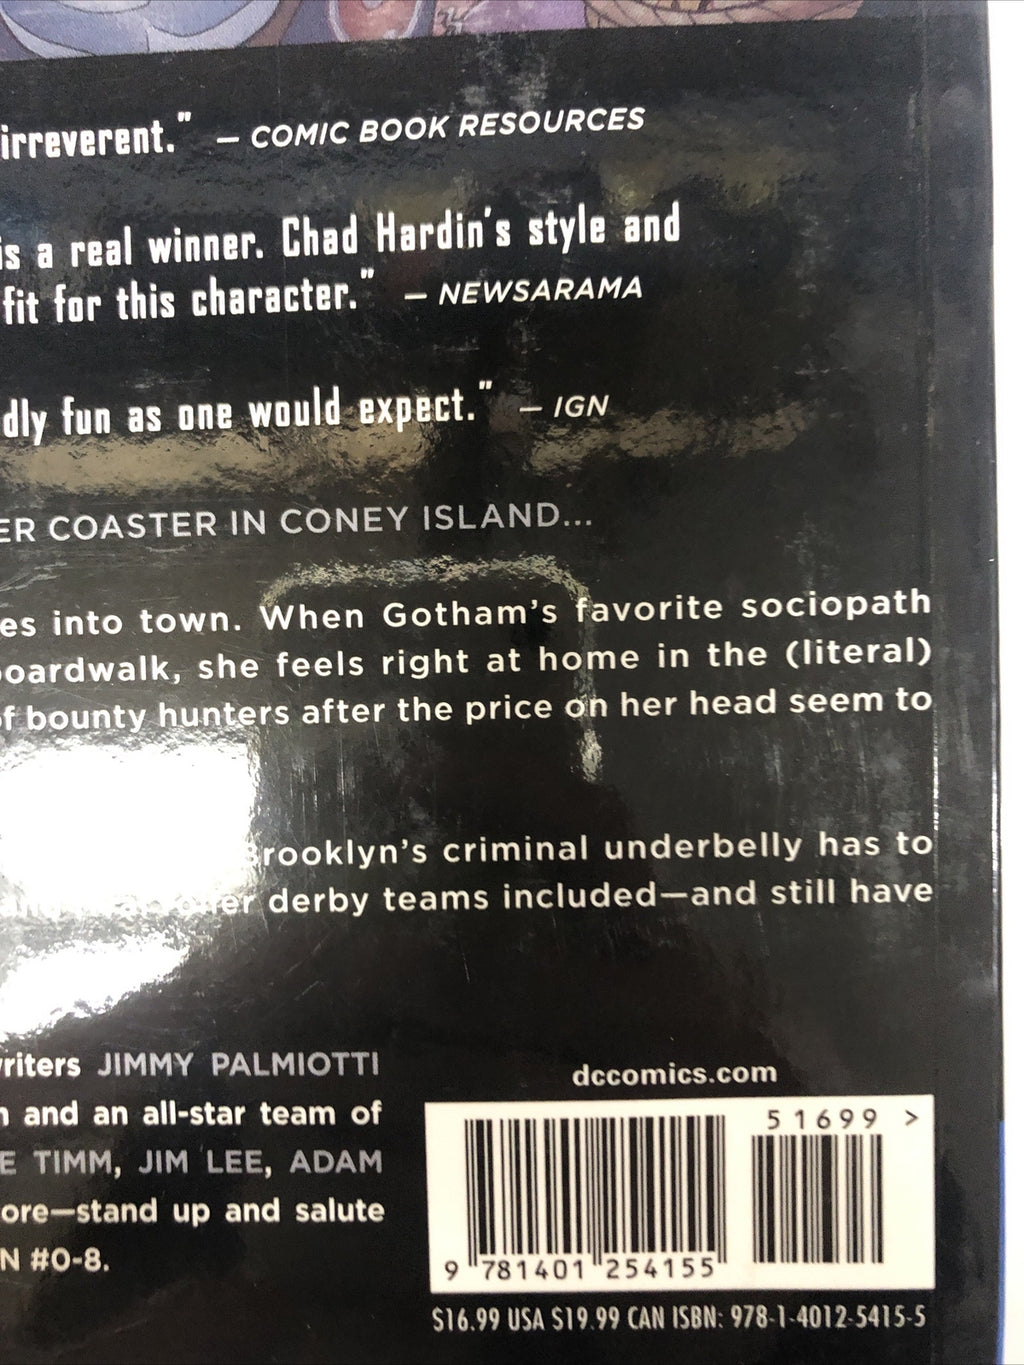 irreverent." — COMIC BOOK RESOURCES
is a real winner. Chad Hardin's style and
fit for this character." — NEWSARAMA
dly fun as one would expect." — IGN
ER COASTER IN CONEY ISLAND...
es into town. When Gotham's favorite sociopath
boardwalk, she feels right at home in the (literal)
of bounty hunters after the price on her head seem to
Brooklyn's criminal underbelly has to
derby teams included—and still have
writers JIMMY PALMIOTTI
and an all-star team of
E TIMM, JIM LEE, ADAM
ore—stand up and salute
N #0-8.
dccomics.com
51699 >
9 781401 254155
$16.99 USA $19.99 CAN ISBN: 978-1-4012-5415-5